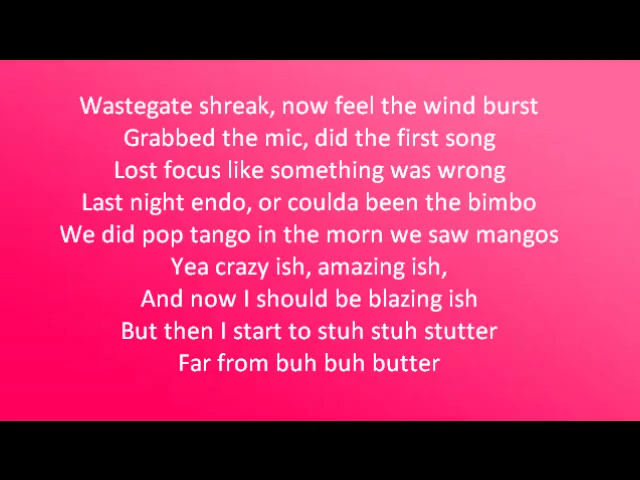 Wastegate shreak, now feel the wind burst
Grabbed the mic, did the first song
Lost focus like something was wrong
Last night endo, or coulda been the bimbo
We did pop tango in the morn we saw mangos
Yea crazy ish, amazing ish,
And now I should be blazing ish
But then I start to stuh stuh stutter
Far from buh buh butter